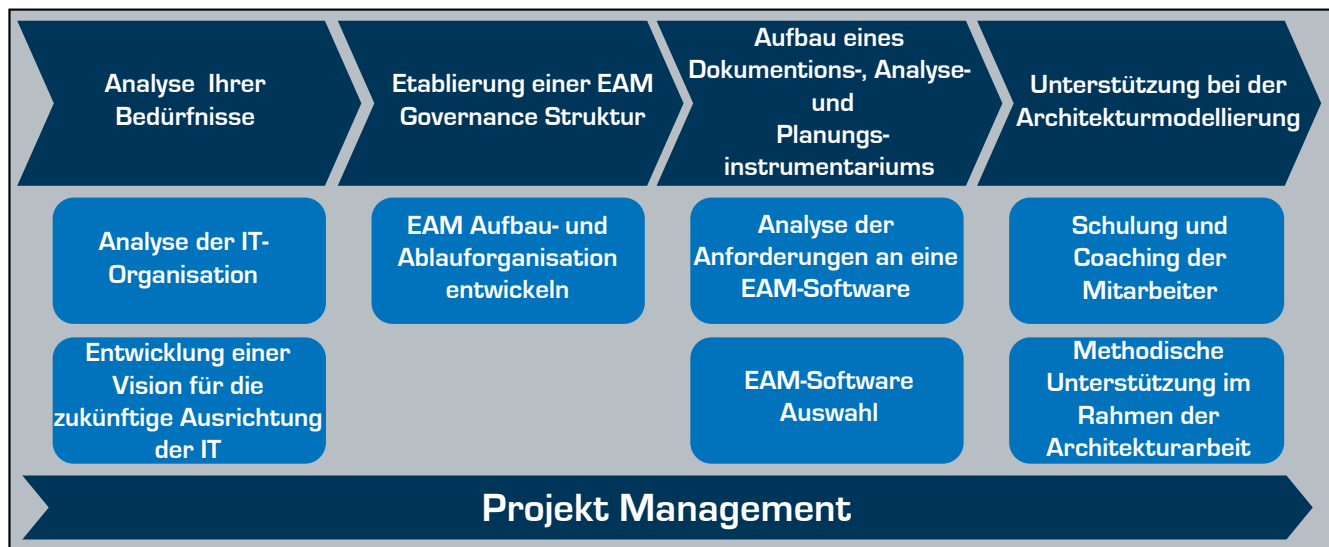 Analyse Ihrer
Bedürfnisse
Etablierung einer EAM
Governance Struktur
Aufbau eines
Dokumentions-, Analyse-
und
Planungs-
instrumentariums
Unterstützung bei der
Architekturmodellierung
Analyse der IT-
Organisation
EAM Aufbau- und
Ablauforganisation
entwickeln
Analyse der
Anforderungen an eine
EAM-Software
Schulung und
Coaching der
Mitarbeiter
Entwicklung einer
Vision für die
zukünftige Ausrichtung
der IT
EAM-Software
Auswahl
Methodische
Unterstützung im
Rahmen der
Architekturarbeit
Projekt Management